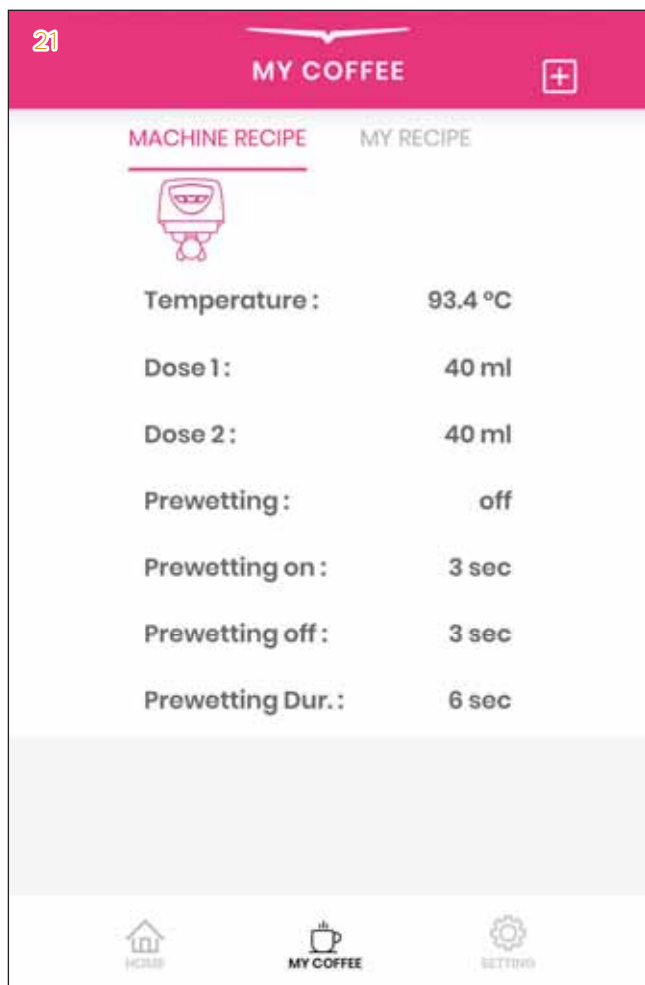 21
MY COFFEE
MACHINE RECIPE MY RECIPE
Temperature : 93.4 °C
Dose 1 : 40 ml
Dose 2 : 40 ml
Prewetting : off
Prewetting on : 3 sec
Prewetting off : 3 sec
Prewetting Dur. : 6 sec
HOME MY COFFEE SETTING